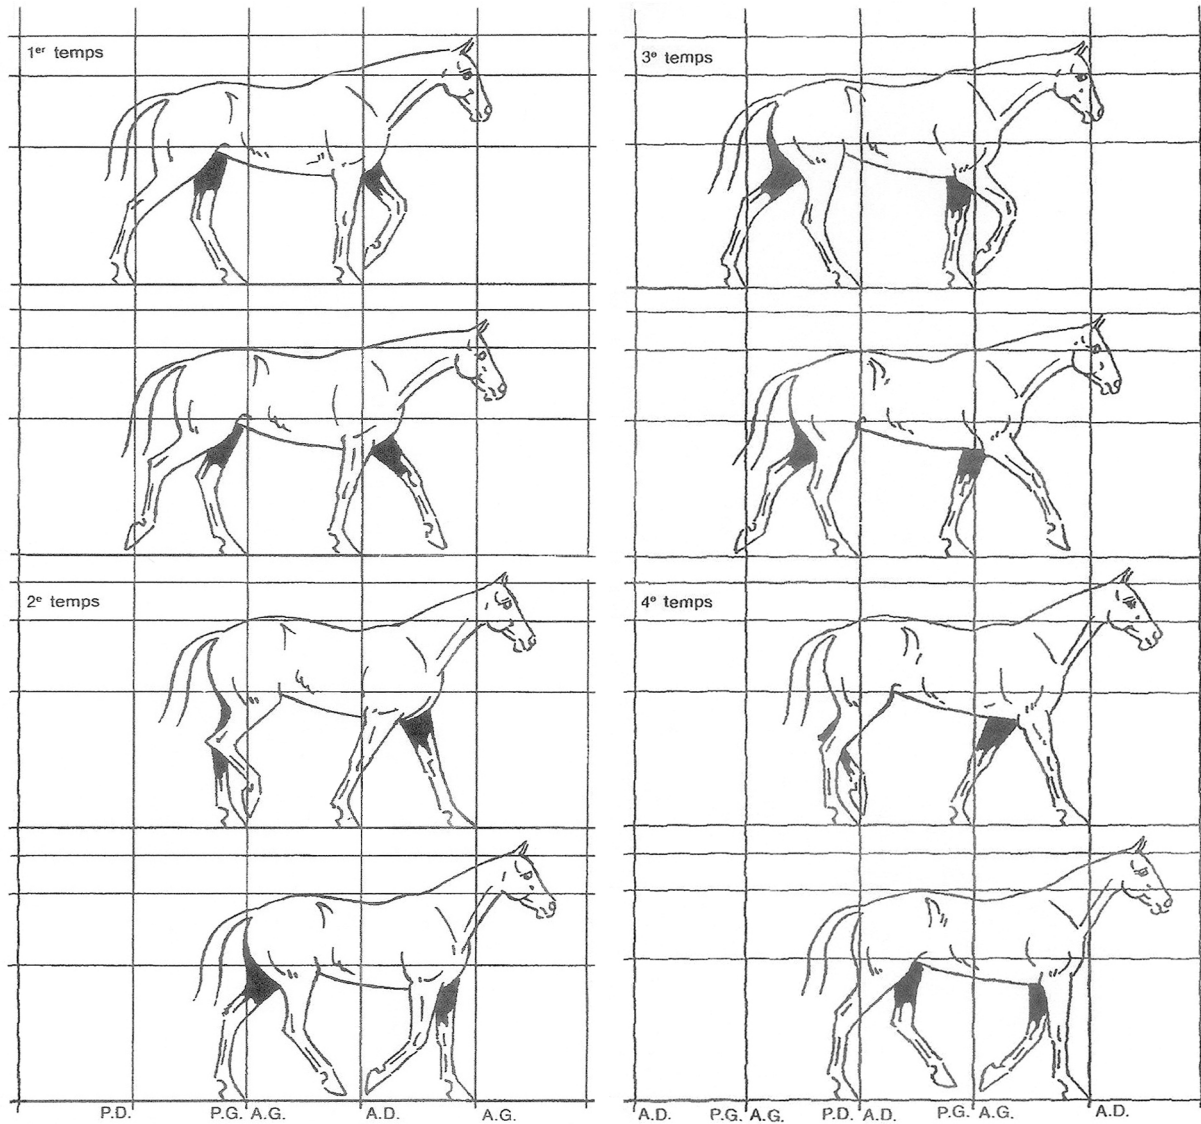 1er temps
3e temps
2e temps
4e temps
P.D. P.G. A.G. A.D. A.G.
A.D. P.G. A.G. P.D. A.D. P.G. A.G. A.D.